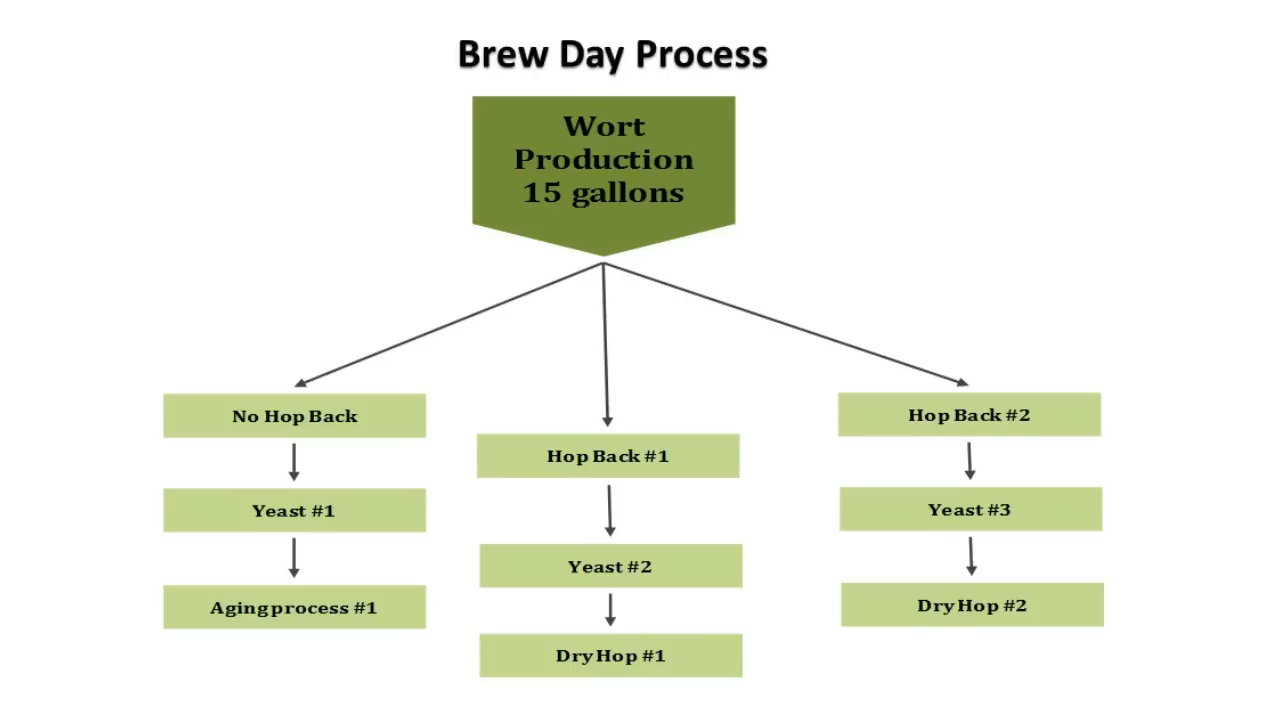 Brew Day Process
Wort
Production
15 gallons
No Hop Back
Yeast #1
Aging process #1
Hop Back #1
Yeast #2
Dry Hop #1
Hop Back #2
Yeast #3
Dry Hop #2